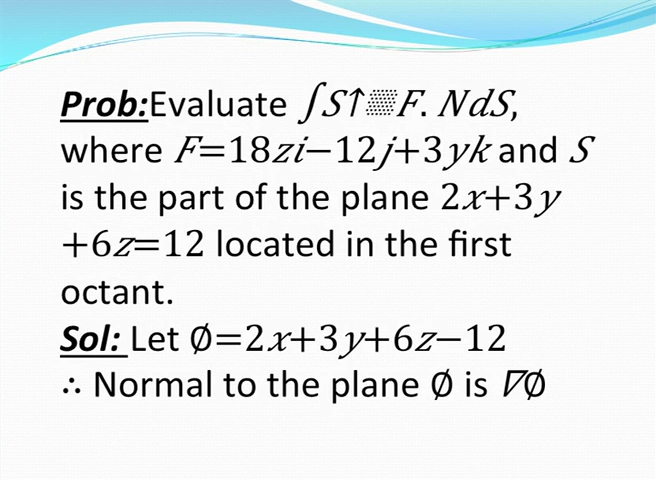 Prob:Evaluate ∫S↑▒F. NdS,
where F=18zi−12j+3yk and S
is the part of the plane 2x+3y
+6z=12 located in the first
octant.
Sol: Let ∅=2x+3y+6z−12
∴ Normal to the plane ∅ is ∇∅